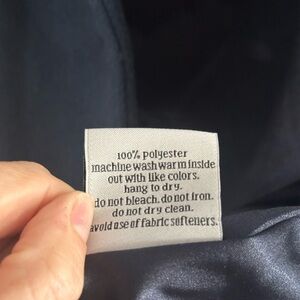 100% polyester
machine wash warm inside
out with like colors.
hang to dry.
do not bleach. do not iron.
do not dry clean.
avoid use of fabric softeners.